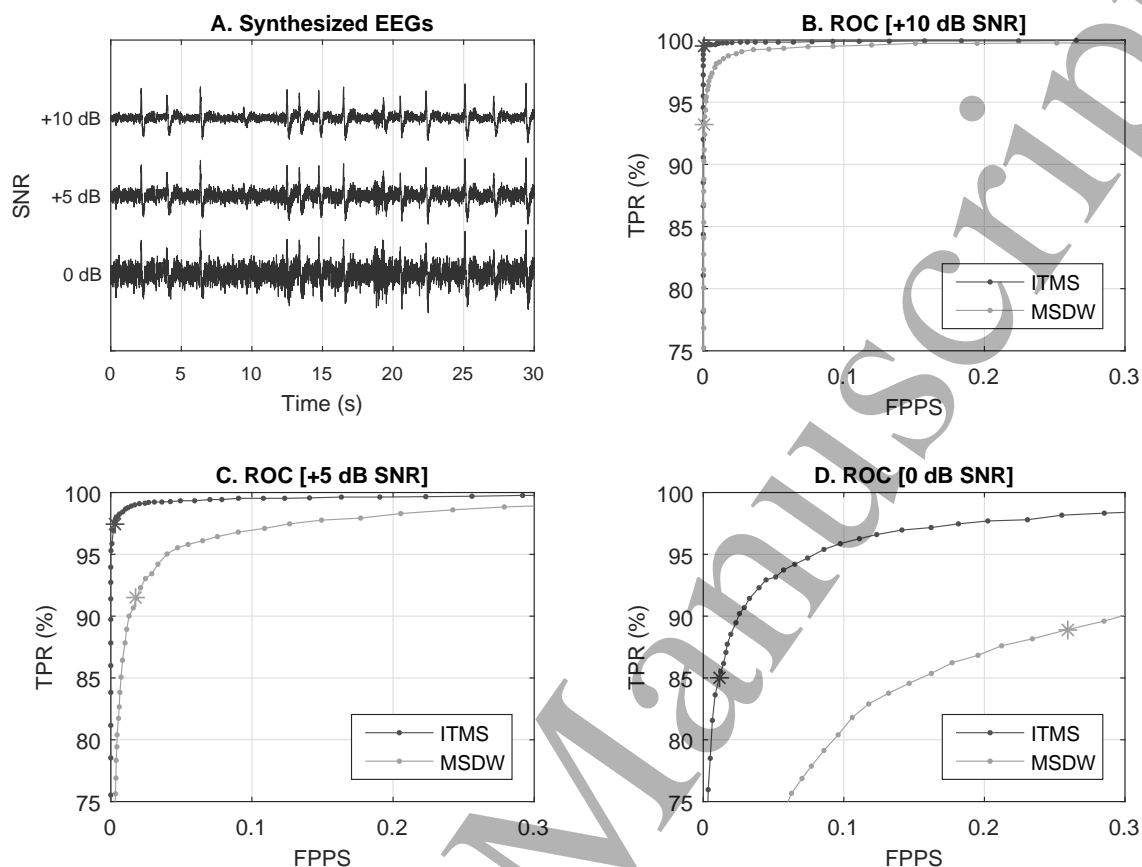 A. Synthesized EEGs
SNR
+10 dB
+5 dB
0 dB
0 5 10 15 20 25 30
Time (s)
B. ROC [+10 dB SNR]
TPR (%)
100
95
90
85
80
75
ITMS
MSDW
0 0.1 0.2 0.3
FPPS
C. ROC [+5 dB SNR]
TPR (%)
100
95
90
85
80
75
ITMS
MSDW
0 0.1 0.2 0.3
FPPS
D. ROC [0 dB SNR]
TPR (%)
100
95
90
85
80
75
ITMS
MSDW
0 0.1 0.2 0.3
FPPS
Manuscrip